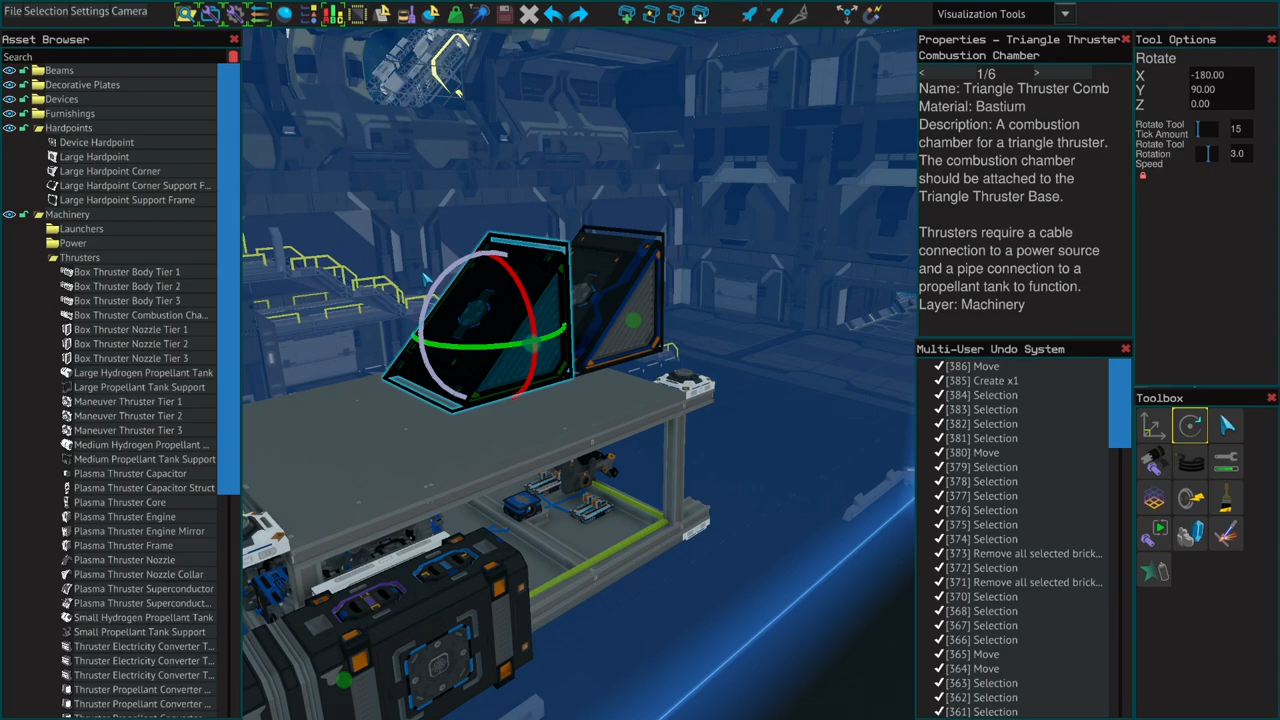 File Selection Settings Camera
Visualization Tools
Asset Browser
Search
Beams
Decorative Plates
Devices
Furnishings
Hardpoints
Device Hardpoint
Large Hardpoint
Large Hardpoint Corner
Large Hardpoint Corner Support F...
Large Hardpoint Support Frame
Machinery
Launchers
Power
Thrusters
Box Thruster Body Tier 1
Box Thruster Body Tier 2
Box Thruster Body Tier 3
Box Thruster Combustion Cha...
Box Thruster Nozzle Tier 1
Box Thruster Nozzle Tier 2
Box Thruster Nozzle Tier 3
Large Hydrogen Propellant Tank
Large Propellant Tank Support
Maneuver Thruster Tier 1
Maneuver Thruster Tier 2
Maneuver Thruster Tier 3
Medium Hydrogen Propellant ...
Medium Propellant Tank Support
Plasma Thruster Capacitor
Plasma Thruster Capacitor Struct
Plasma Thruster Core
Plasma Thruster Engine
Plasma Thruster Engine Mirror
Plasma Thruster Frame
Plasma Thruster Nozzle
Plasma Thruster Nozzle Collar
Plasma Thruster Superconductor
Plasma Thruster Superconduct...
Small Hydrogen Propellant Tank
Small Propellant Tank Support
Thruster Electricity Converter T...
Thruster Electricity Converter T...
Thruster Electricity Converter T...
Thruster Propellant Converter ...
Thruster Propellant Converter ...
Thruster Propellant Converter
Properties - Triangle Thruster
Combustion Chamber
< 1/6 >
Name: Triangle Thruster Comb
Material: Bastium
Description: A combustion
chamber for a triangle thruster.
The combustion chamber
should be attached to the
Triangle Thruster Base.
Thrusters require a cable
connection to a power source
and a pipe connection to a
propellant tank to function.
Layer: Machinery
Multi-User Undo System
[386] Move
[385] Create x1
[384] Selection
[383] Selection
[382] Selection
[381] Selection
[380] Move
[379] Selection
[378] Selection
[377] Selection
[376] Selection
[375] Selection
[374] Selection
[373] Remove all selected brick...
[372] Selection
[371] Remove all selected brick...
[370] Selection
[368] Selection
[367] Selection
[366] Selection
[365] Move
[364] Move
[363] Selection
[362] Selection
[361] Selection
Tool Options
Rotate
X -180.00
Y 90.00
Z 0.00
Rotate Tool
Tick Amount 15
Rotate Tool
Rotation 3.0
Speed
Toolbox